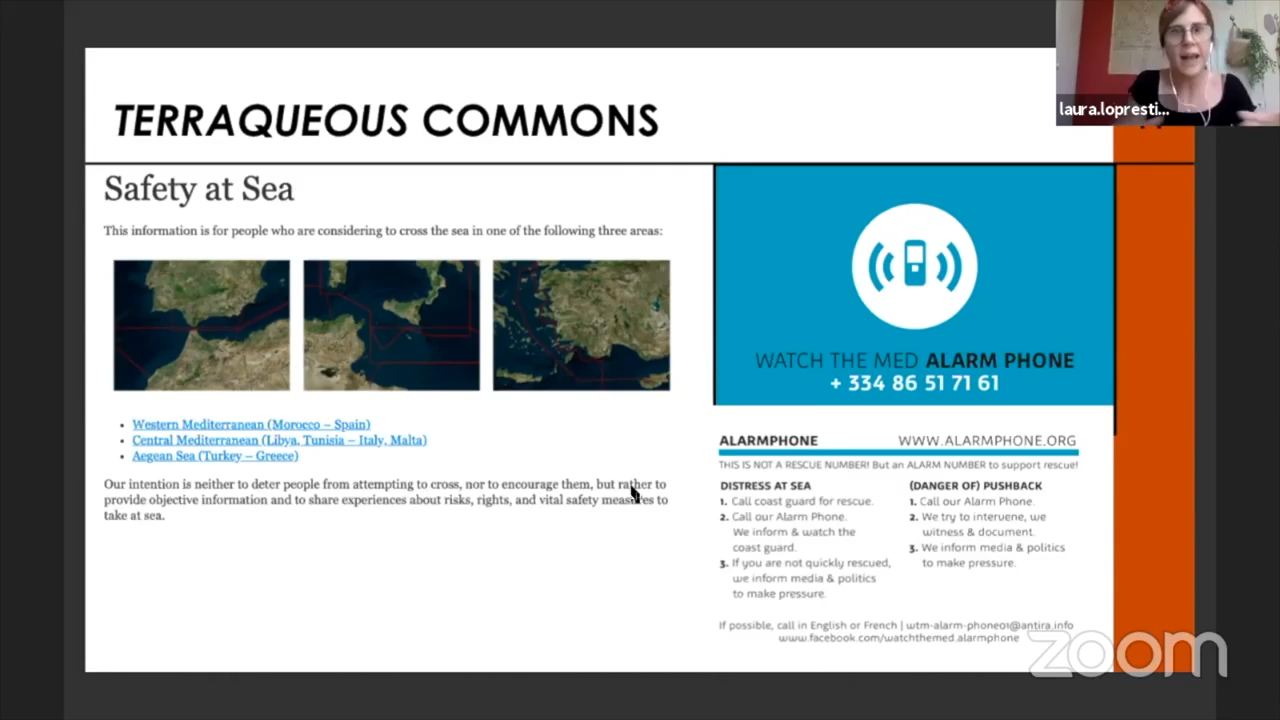 laura.lopresti...
TERRAQUEOUS COMMONS
Safety at Sea
This information is for people who are considering to cross the sea in one of the following three areas:
• Western Mediterranean (Morocco – Spain)
• Central Mediterranean (Libya, Tunisia – Italy, Malta)
• Aegean Sea (Turkey – Greece)
Our intention is neither to deter people from attempting to cross, nor to encourage them, but rather to
provide objective information and to share experiences about risks, rights, and vital safety measures to
take at sea.
WATCH THE MED ALARM PHONE
+ 334 86 51 71 61
ALARMPHONE WWW.ALARMPHONE.ORG
THIS IS NOT A RESCUE NUMBER! But an ALARM NUMBER to support rescue!
DISTRESS AT SEA
1. Call coast guard for rescue.
2. Call our Alarm Phone.
We inform & watch the
coast guard.
3. If you are not quickly rescued,
we inform media & politics
to make pressure.
(DANGER OF) PUSHBACK
1. Call our Alarm Phone.
2. We try to intervene, we
witness & document.
3. We inform media & politics
to make pressure.
If possible, call in English or French | wtm-alarm-phone01@antira.info
www.facebook.com/watchthemed.alarmphone
zoom